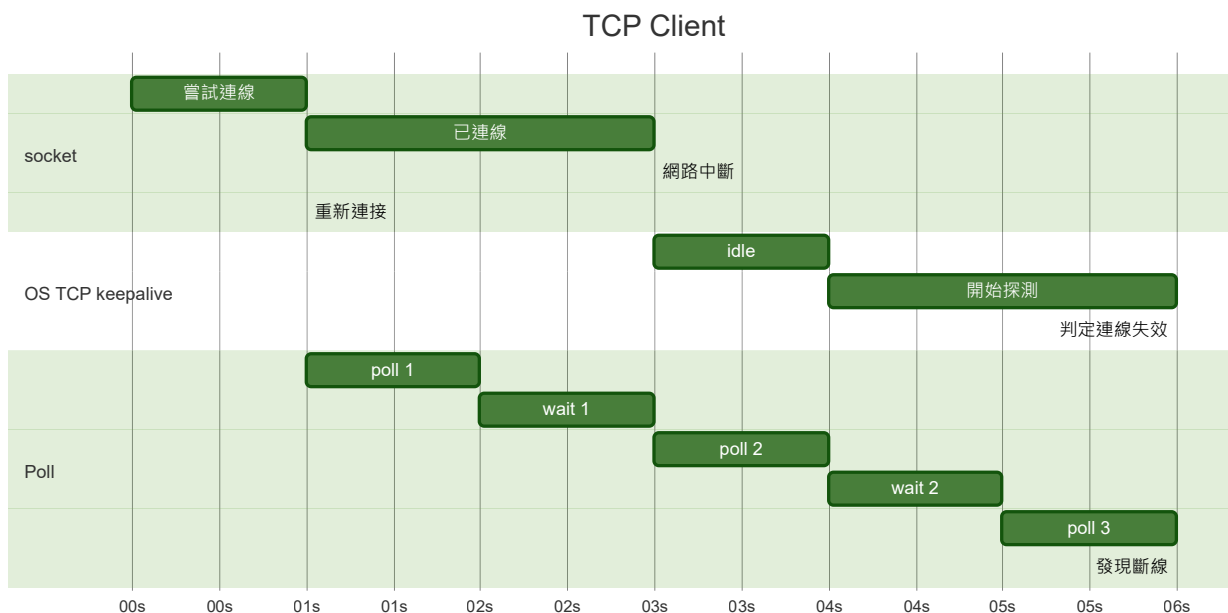 TCP Client
嘗試連線
已連線
socket
網路中斷
重新連接
idle
OS TCP keepalive
開始探測
判定連線失效
poll 1
wait 1
poll 2
Poll
wait 2
poll 3
發現斷線
00s 00s 01s 01s 02s 02s 03s 03s 04s 04s 05s 05s 06s